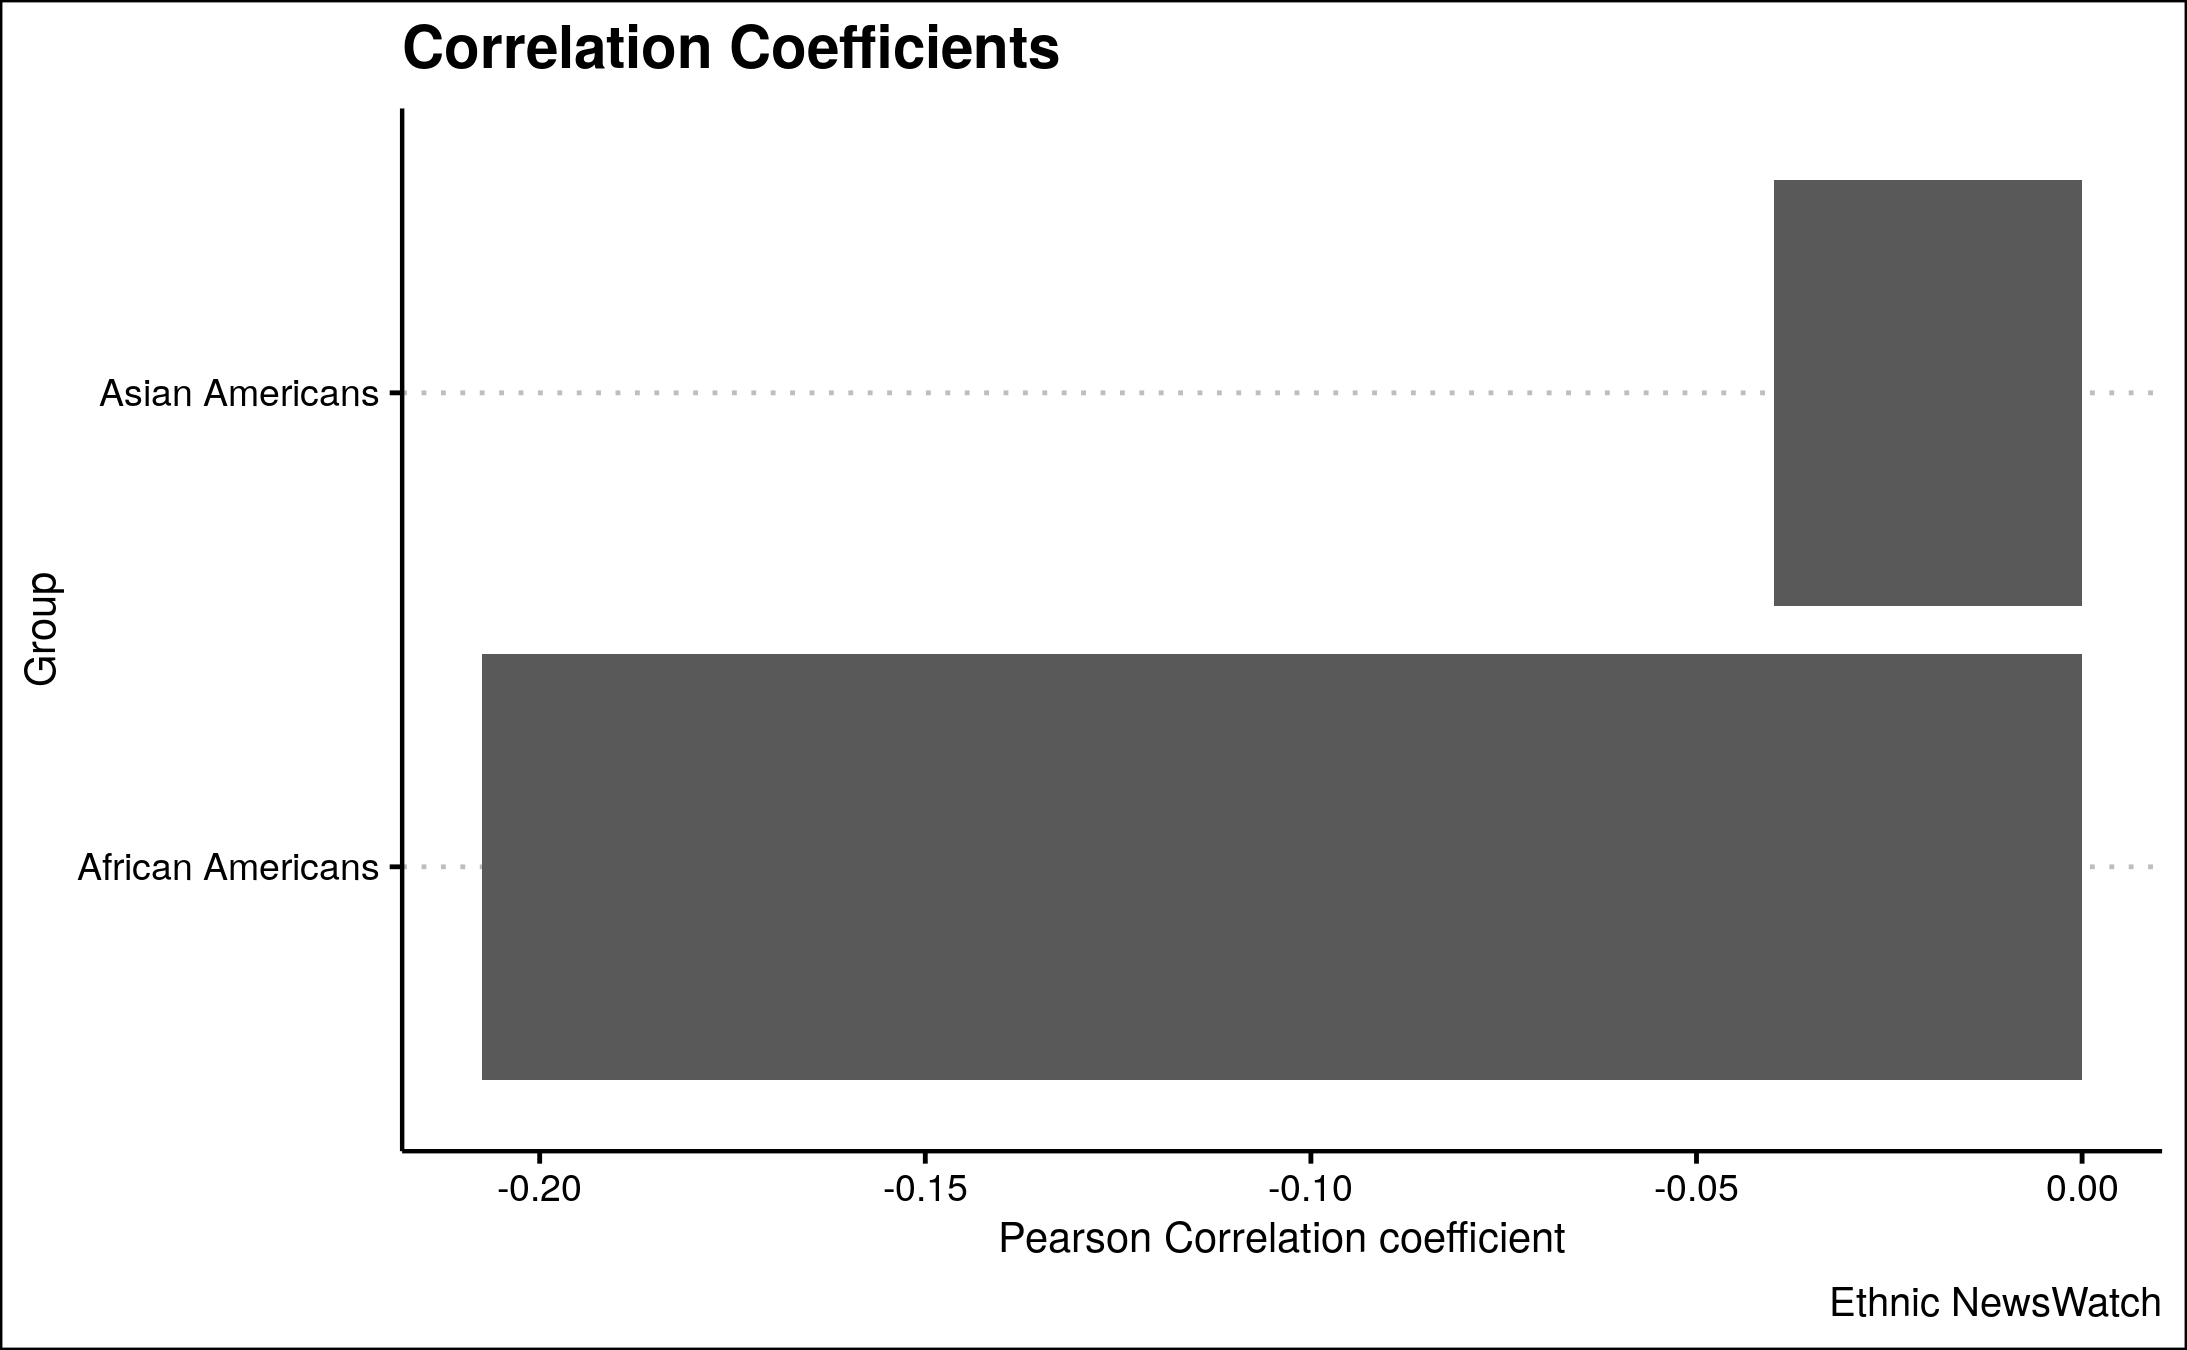 Correlation Coefficients
Group
Asian Americans
African Americans
-0.20 -0.15 -0.10 -0.05 0.00
Pearson Correlation coefficient
Ethnic NewsWatch